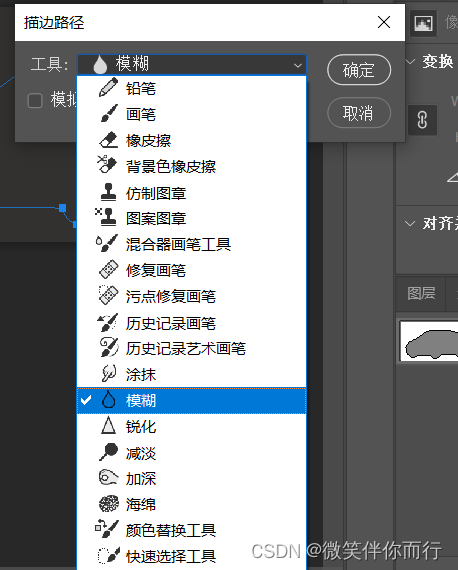 描边路径
像
工具:
模糊
确定
变换
模拟
取消
W
铅笔
画笔
橡皮擦
背景色橡皮擦
仿制图章
图案图章
对齐
混合器画笔工具
修复画笔
污点修复画笔
图层
历史记录画笔
历史记录艺术画笔
涂抹
模糊
锐化
减淡
加深
海绵
颜色替换工具
快速选择工具
CSDN @微笑伴你而行